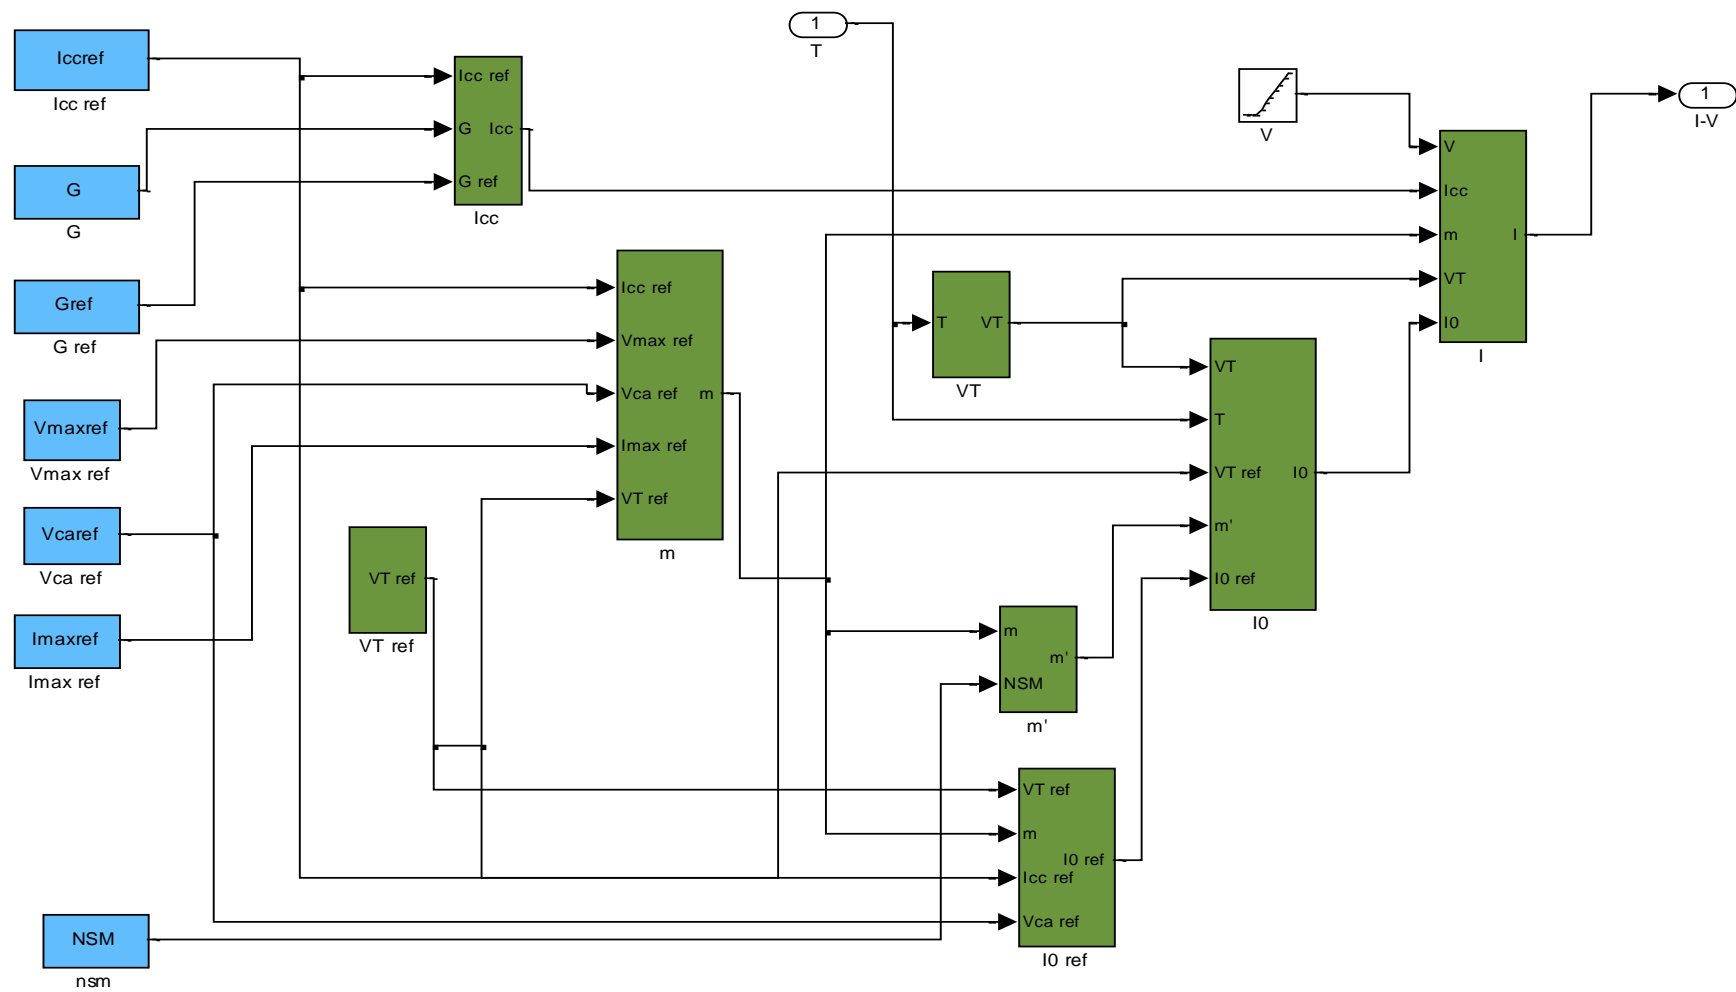 Iccref
Icc ref
G
G
Gref
G ref
Vmaxref
Vmax ref
Vcaref
Vca ref
Imaxref
Imax ref
NSM
nsm
Icc ref
G
Icc
G ref
Icc
Icc ref
Vmax ref
Vca ref
m
Imax ref
VT ref
m
VT ref
VT ref
1
T
T
VT
VT
V
V
Icc
m
I
VT
I0
I
1
I-V
VT
T
VT ref
I0
m'
I0 ref
I0
m
m'
NSM
m'
VT ref
m
I0 ref
Icc ref
Vca ref
I0 ref